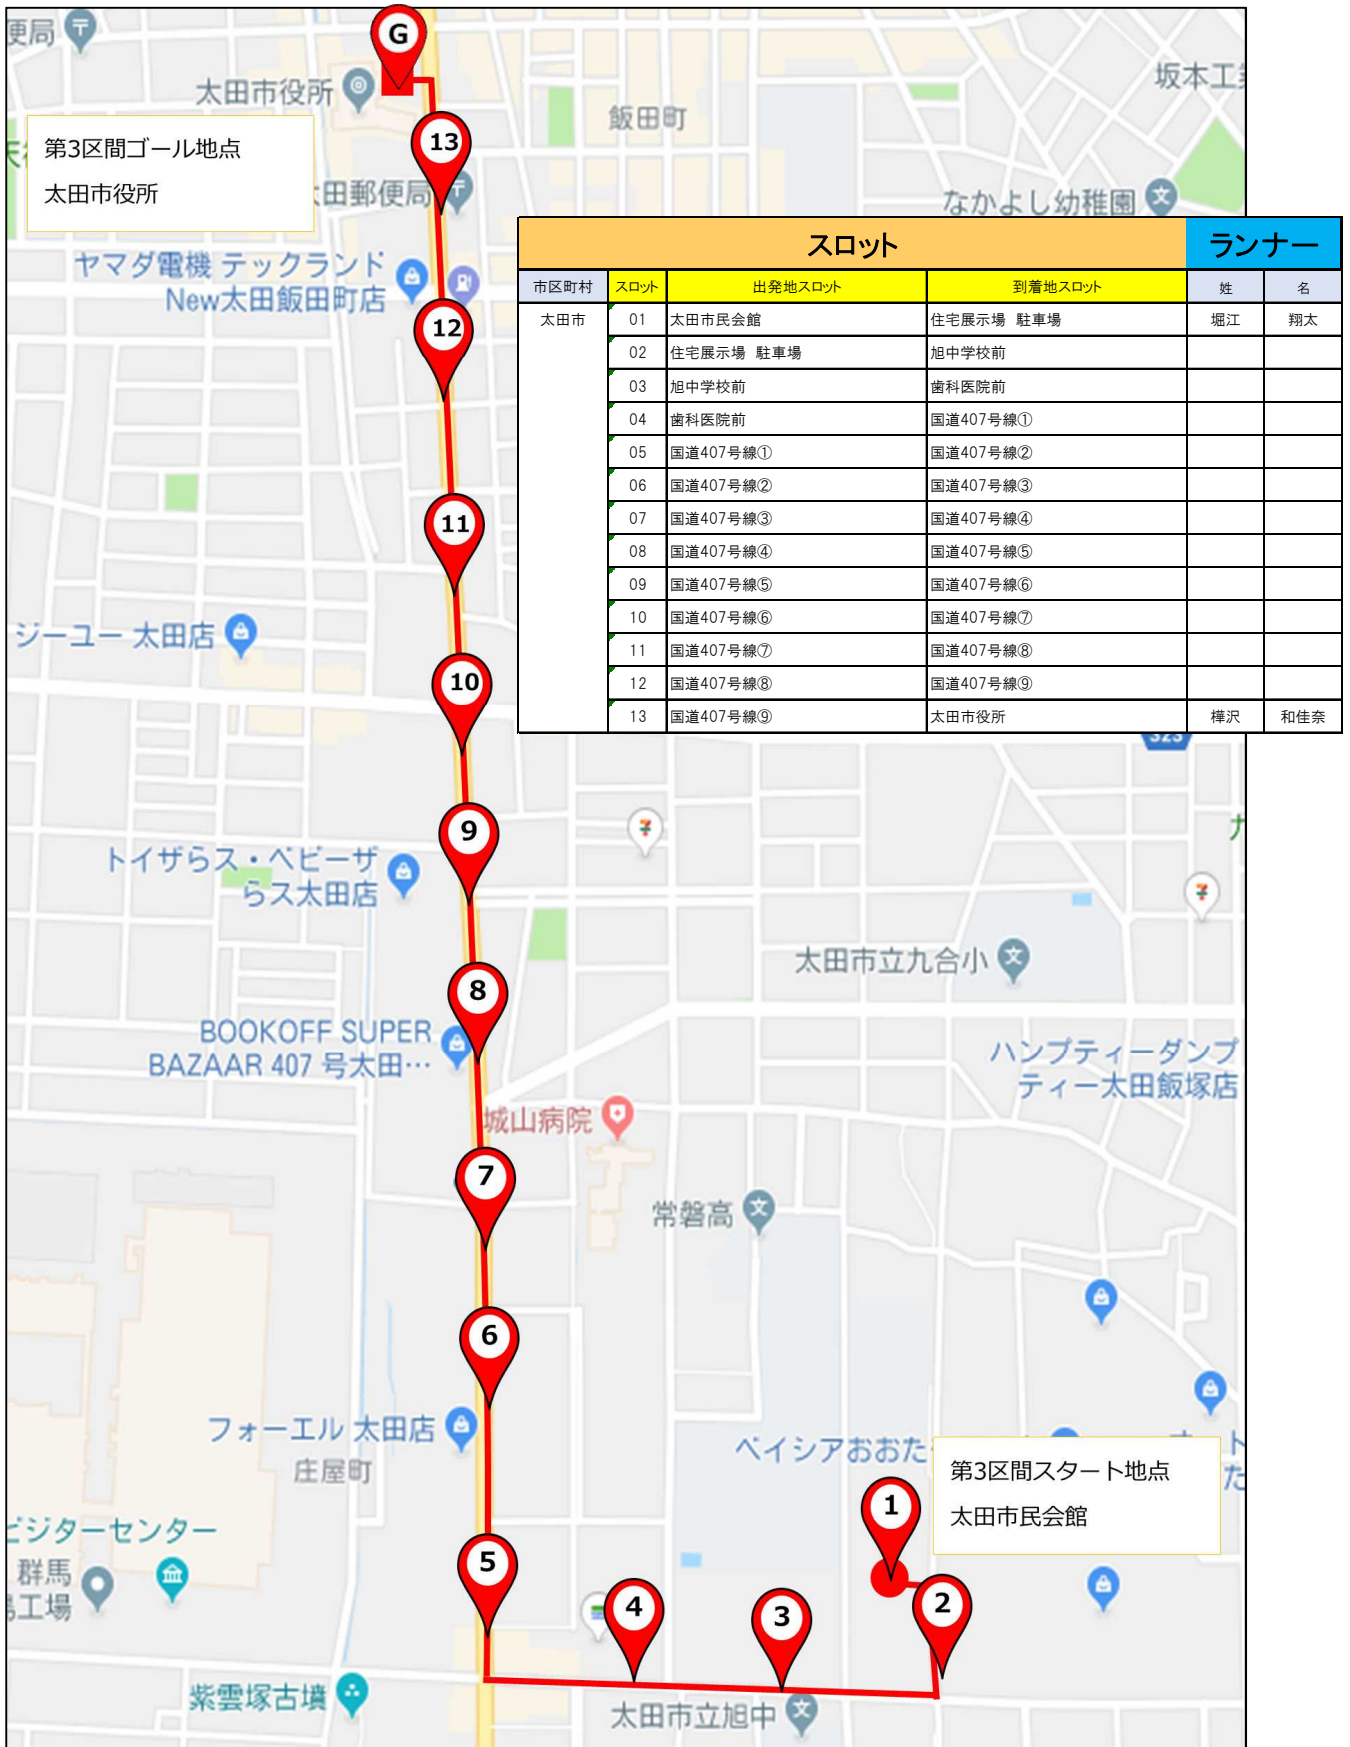 便局
G
太田市役所
飯田町
坂本工
13
第3区間ゴール地点
太田市役所
田郵便局
なかよし幼稚園
ヤマダ電機 テックランド
New太田飯田町店
12
スロット ランナー
市区町村 スロット 出発地スロット 到着地スロット 姓 名
太田市 01 太田市民会館 住宅展示場 駐車場 堀江 翔太
02 住宅展示場 駐車場 旭中学校前
03 旭中学校前 歯科医院前
04 歯科医院前 国道407号線①
05 国道407号線① 国道407号線②
06 国道407号線② 国道407号線③
07 国道407号線③ 国道407号線④
08 国道407号線④ 国道407号線⑤
09 国道407号線⑤ 国道407号線⑥
10 国道407号線⑥ 国道407号線⑦
11 国道407号線⑦ 国道407号線⑧
12 国道407号線⑧ 国道407号線⑨
13 国道407号線⑨ 太田市役所 樺沢 和佳奈
11
ジーユー 太田店
10
323
9
トイザらス・ベビーザ
らス太田店
太田市立九合小
8
BOOKOFF SUPER
BAZAAR 407 号太田…
ハンプティーダンプ
ティー太田飯塚店
城山病院
7
常磐高
6
フォーエル 太田店
庄屋町
ベイシアおおた
第3区間スタート地点
太田市民会館
1
ビジターセンター
群馬
工場
5
4
3
2
紫雲塚古墳
太田市立旭中